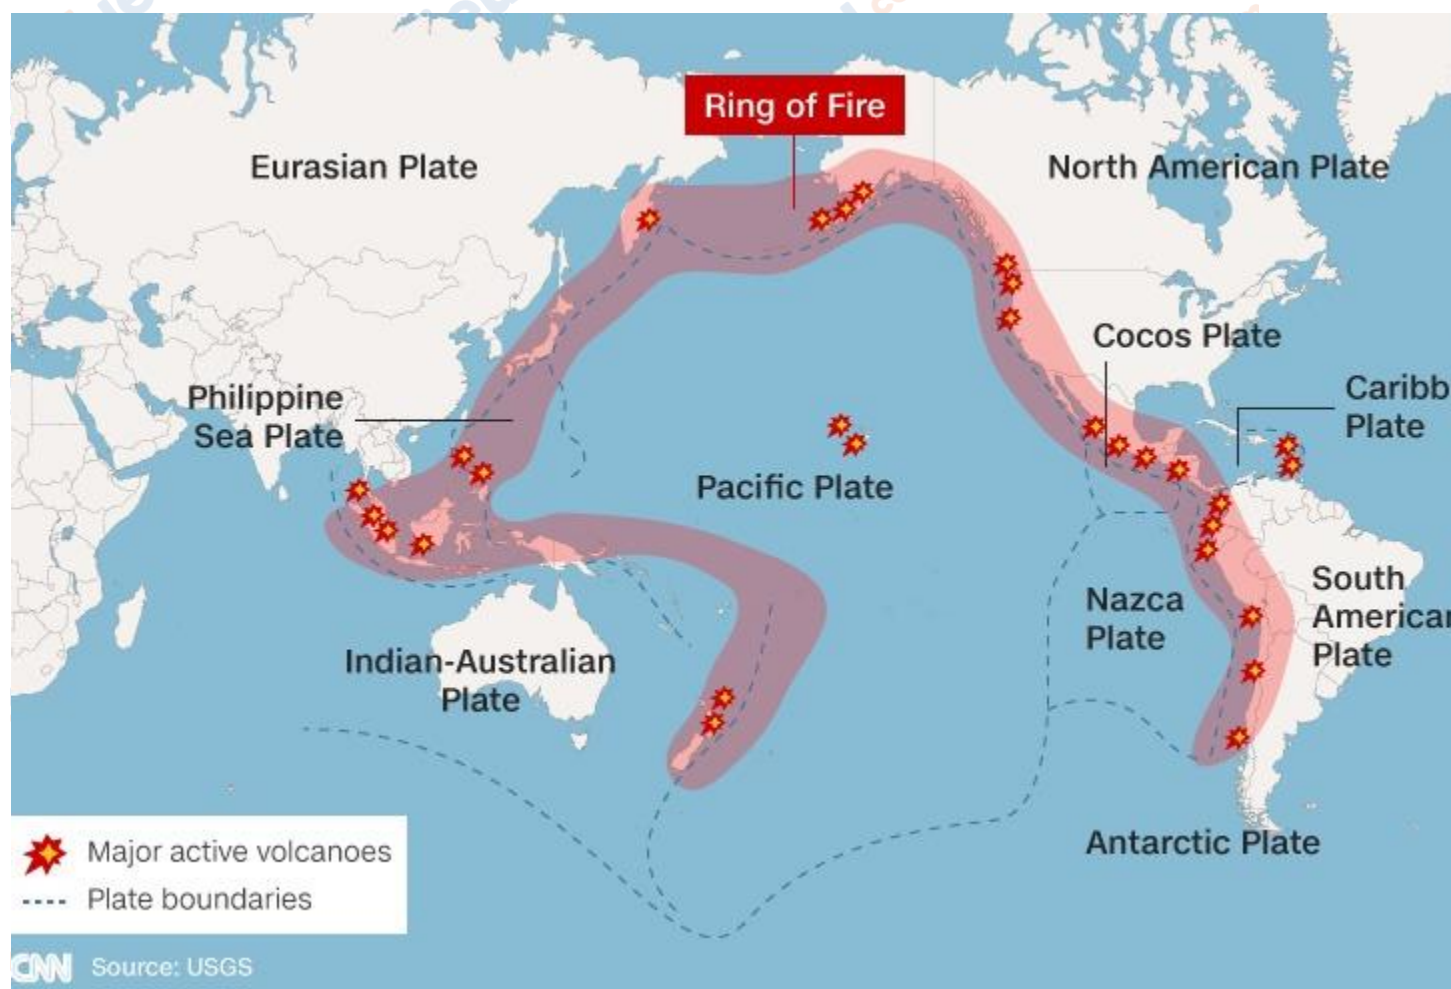 Ring of Fire
Eurasian Plate
North American Plate
Cocos Plate
Philippine
Sea Plate
Caribb
Plate
Pacific Plate
Nazca
Plate
South
American
Plate
Indian-Australian
Plate
Antarctic Plate
Major active volcanoes
Plate boundaries
CNN Source: USGS